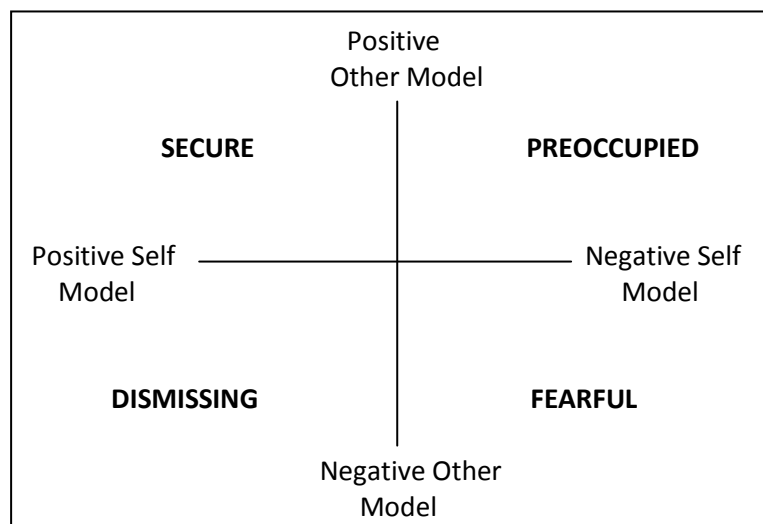 Positive
Other Model
SECURE
PREOCCUPIED
Positive Self
Model
Negative Self
Model
DISMISSING
FEARFUL
Negative Other
Model